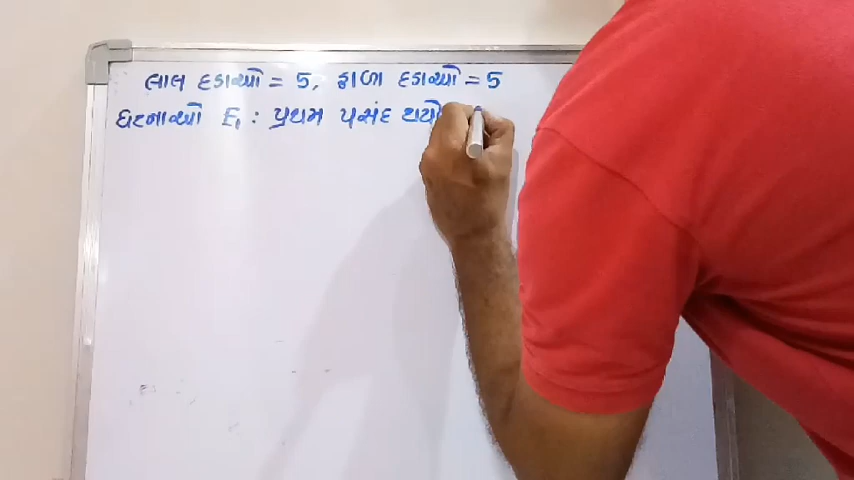 લાલ દડાઓ = 5, કાળા દડાઓ = 5
ઘટનાઓ E₁ : પ્રથમ પસંદ થયો